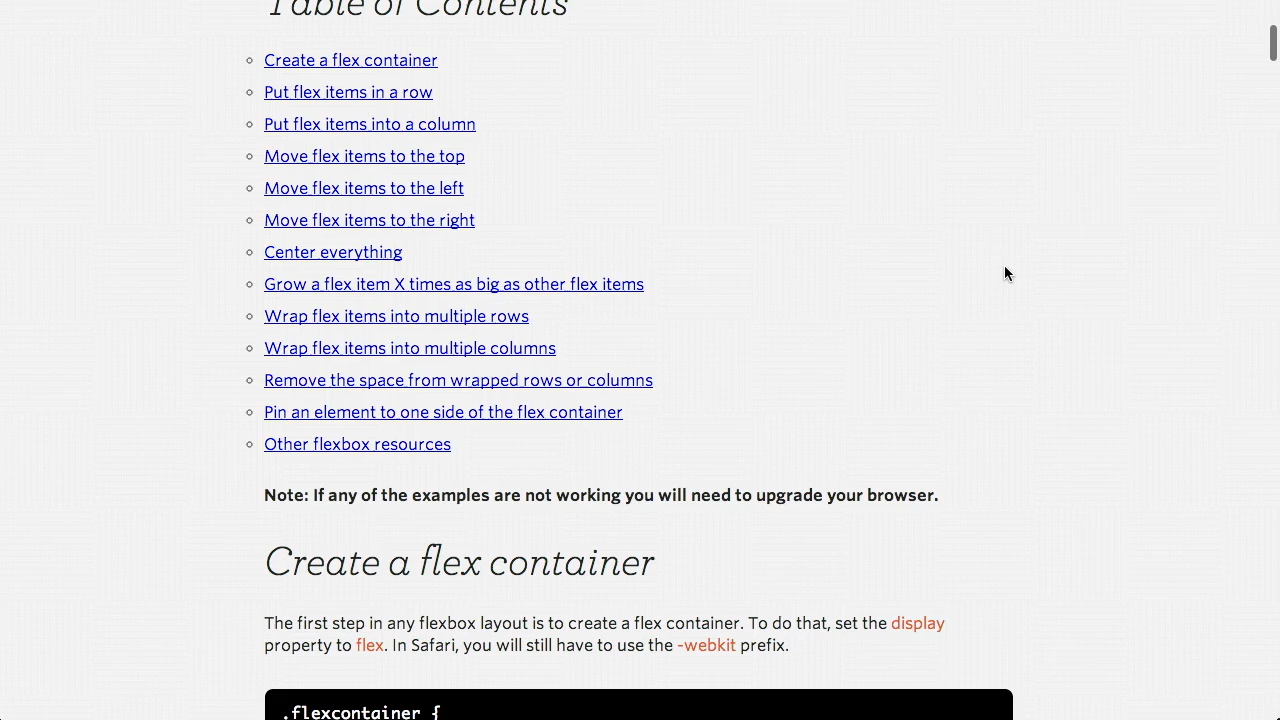 Table of Contents
Create a flex container
Put flex items in a row
Put flex items into a column
Move flex items to the top
Move flex items to the left
Move flex items to the right
Center everything
Grow a flex item X times as big as other flex items
Wrap flex items into multiple rows
Wrap flex items into multiple columns
Remove the space from wrapped rows or columns
Pin an element to one side of the flex container
Other flexbox resources
Note: If any of the examples are not working you will need to upgrade your browser.
Create a flex container
The first step in any flexbox layout is to create a flex container. To do that, set the display
property to flex. In Safari, you will still have to use the -webkit prefix.
.flexcontainer {